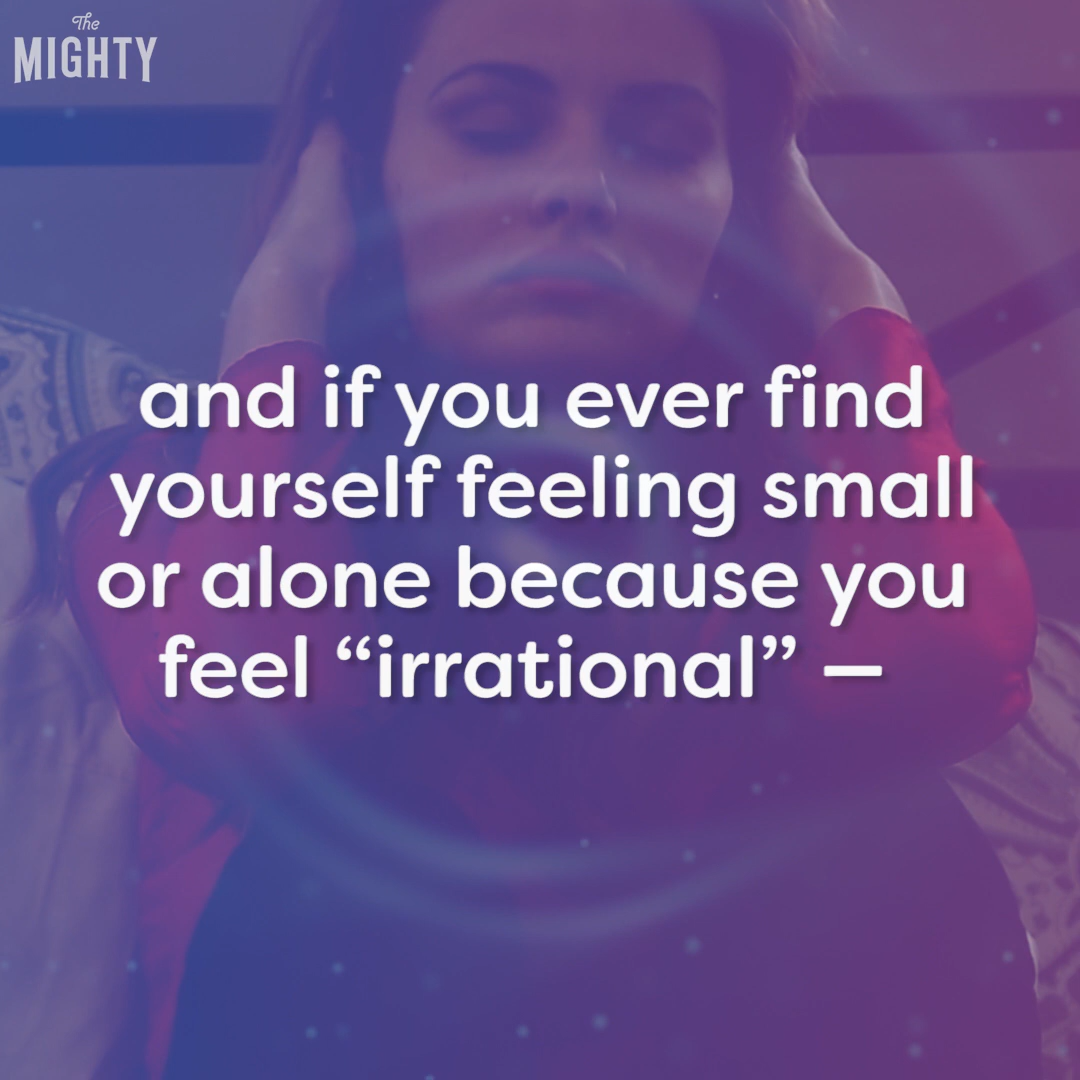 The
MIGHTY
and if you ever find
yourself feeling small
or alone because you
feel “irrational” —